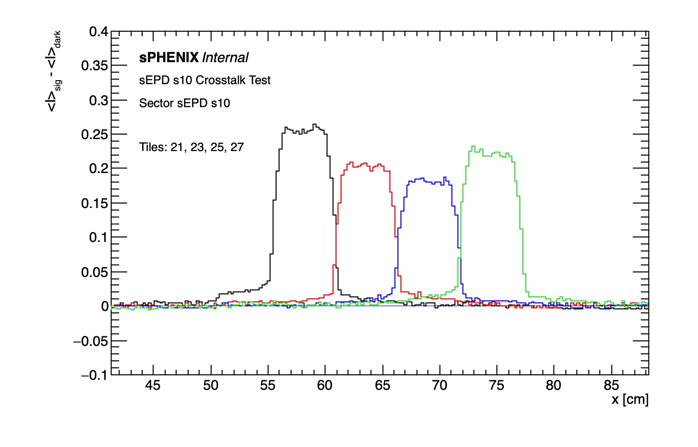 <I>sig - <I>dark
0.4
0.35
0.3
0.25
0.2
0.15
0.1
0.05
0
−0.05
−0.1
sPHENIX Internal
sEPD s10 Crosstalk Test
Sector sEPD s10
Tiles: 21, 23, 25, 27
45 50 55 60 65 70 75 80 85
x [cm]